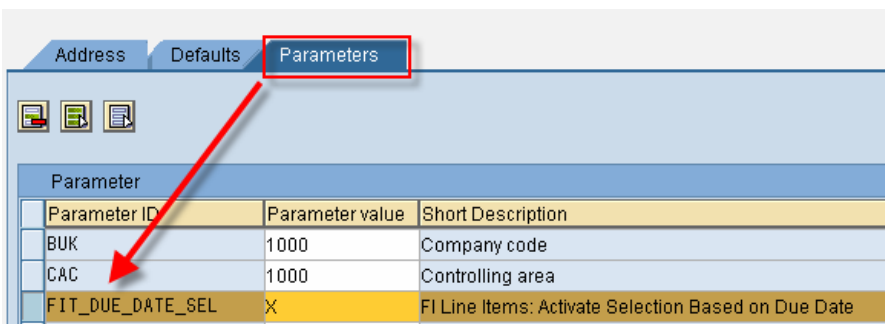 Address Defaults Parameters
Parameter
Parameter ID Parameter value Short Description
BUK 1000 Company code
CAC 1000 Controlling area
FIT_DUE_DATE_SEL X FI Line Items: Activate Selection Based on Due Date